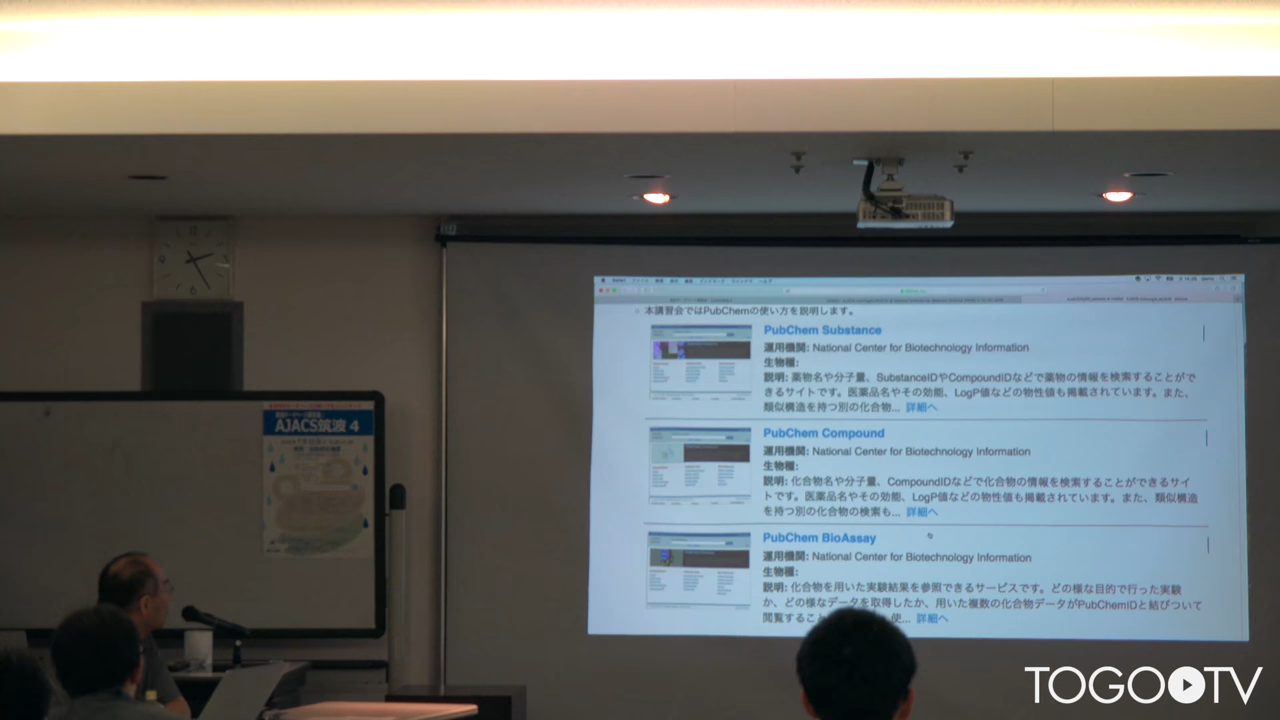 AJACS筑波 4
本講習会ではPubChemの使い方を説明します。
PubChem Substance
運用機関: National Center for Biotechnology Information
生物種:
説明: 薬物名や分子量、SubstanceIDやCompoundIDなどで薬物の情報を検索することがで
きるサイトです。医薬品名やその効能、LogP値などの物性値も掲載されています。また、
類似構造を持つ別の化合物... 詳細へ
PubChem Compound
運用機関: National Center for Biotechnology Information
生物種:
説明: 化合物名や分子量、CompoundIDなどで化合物の情報を検索することができるサイ
トです。医薬品名やその効能、LogP値などの物性値も掲載されています。また、類似構造
を持つ別の化合物の検索も... 詳細へ
PubChem BioAssay
運用機関: National Center for Biotechnology Information
生物種:
説明: 化合物を用いた実験結果を参照できるサービスです。どの様な目的で行った実験
か、どの様なデータを取得したか、用いた複数の化合物データがPubChemIDと結びついて
閲覧するこ 使... 詳細へ
TOGOTV